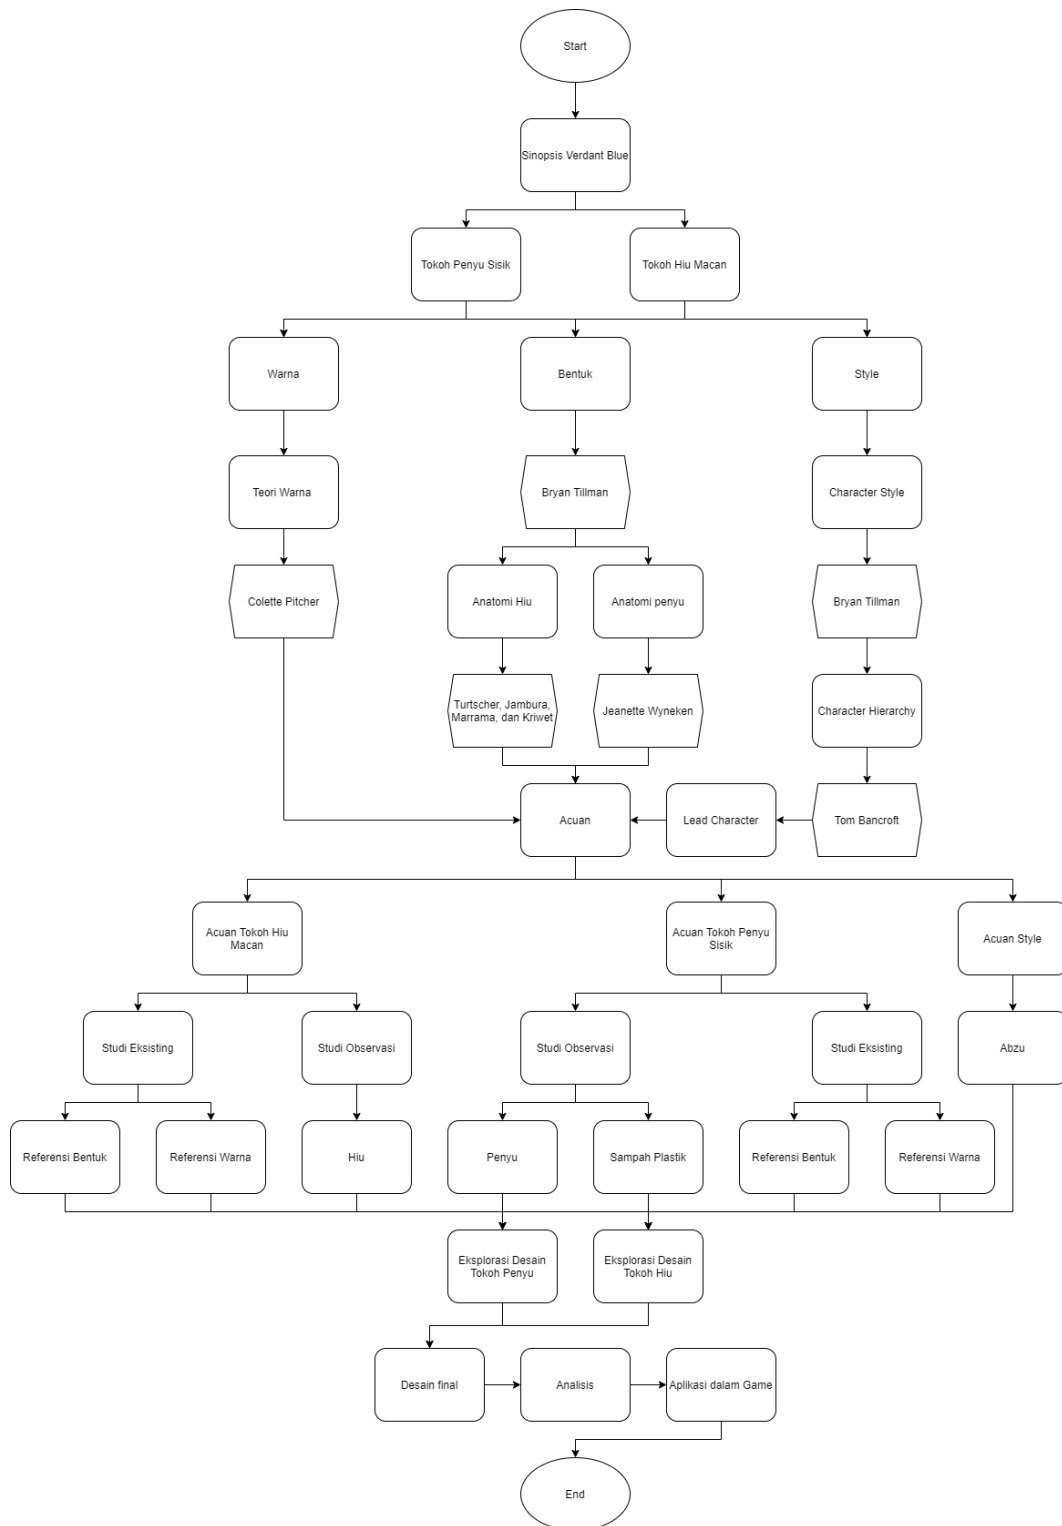 Start
Sinopsis Verdant Blue
Tokoh Penyu Sisik
Tokoh Hiu Macan
Warna
Bentuk
Style
Teori Warna
Bryan Tillman
Character Style
Colette Pitcher
Anatomi Hiu
Anatomi penyu
Bryan Tillman
Turtscher, Jambura,
Marrama, dan Kriwet
Jeanette Wyneken
Character Hierarchy
Acuan
Lead Character
Tom Bancroft
Acuan Tokoh Hiu
Macan
Acuan Tokoh Penyu
Sisik
Acuan Style
Studi Eksisting
Studi Observasi
Studi Observasi
Studi Eksisting
Abzu
Referensi Bentuk
Referensi Warna
Hiu
Penyu
Sampah Plastik
Referensi Bentuk
Referensi Warna
Eksplorasi Desain
Tokoh Penyu
Eksplorasi Desain
Tokoh Hiu
Desain final
Analisis
Aplikasi dalam Game
End